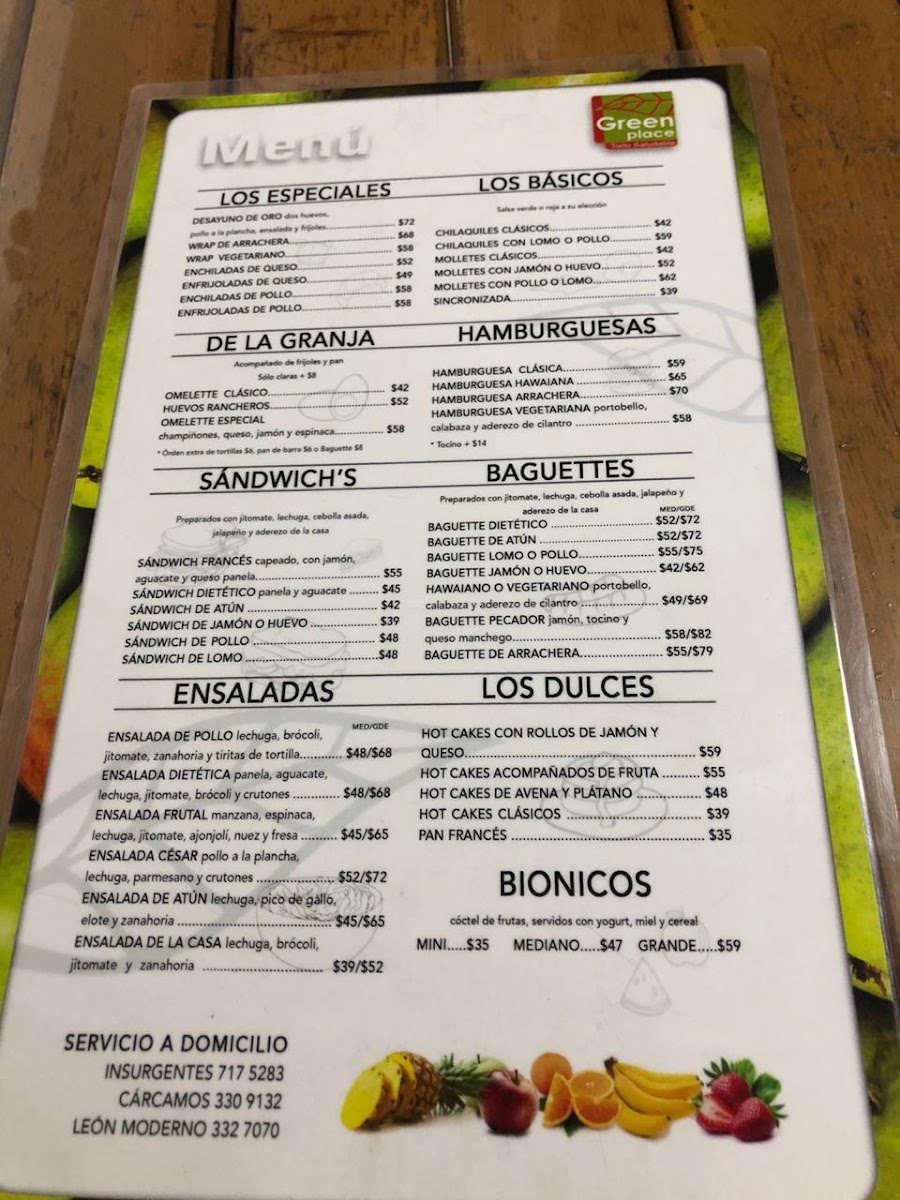 Menú
Green
place
Todo Saludable
LOS ESPECIALES
DESAYUNO DE ORO dos huevos,
pollo a la plancha, ensalada y frijoles............ $72
WRAP DE ARRACHERA............ $68
WRAP VEGETARIANO............ $58
ENCHILADAS DE QUESO............ $52
ENFRIJOLADAS DE QUESO............ $49
ENCHILADAS DE POLLO............ $58
ENFRIJOLADAS DE POLLO............ $58
LOS BÁSICOS
Salsa verde o roja a su elección
CHILAQUILES CLÁSICOS............ $42
CHILAQUILES CON LOMO O POLLO............ $59
MOLLETES CLÁSICOS............ $42
MOLLETES CON JAMÓN O HUEVO............ $52
MOLLETES CON POLLO O LOMO............ $62
SINCRONIZADA............ $39
DE LA GRANJA
Acompañado de frijoles y pan
Sólo claras + $8
OMELETTE CLÁSICO............ $42
HUEVOS RANCHEROS............ $52
OMELETTE ESPECIAL
champiñones, queso, jamón y espinaca............ $58
* Orden extra de tortillas $6, pan de barra $6 o Baguette $8
HAMBURGUESAS
HAMBURGUESA CLÁSICA............ $59
HAMBURGUESA HAWAIANA ............ $65
HAMBURGUESA ARRACHERA............ $70
HAMBURGUESA VEGETARIANA portobello,
calabaza y aderezo de cilantro ............ $58
* Tocino + $14
SÁNDWICH'S
Preparados con jitomate, lechuga, cebolla asada,
jalapeño y aderezo de la casa
SÁNDWICH FRANCÉS capeado, con jamón,
aguacate y queso panela............ $55
SÁNDWICH DIETÉTICO panela y aguacate ........ $45
SÁNDWICH DE ATÚN ............ $42
SÁNDWICH DE JAMÓN O HUEVO ............ $39
SÁNDWICH DE POLLO ............ $48
SÁNDWICH DE LOMO ............ $48
BAGUETTES
Preparados con jitomate, lechuga, cebolla asada, jalapeño y
aderezo de la casa
MED/GDE
BAGUETTE DIETÉTICO ............ $52/$72
BAGUETTE DE ATÚN ............ $52/$72
BAGUETTE LOMO O POLLO............ $55/$75
BAGUETTE JAMÓN O HUEVO............ $42/$62
HAWAIANO O VEGETARIANO portobello,
calabaza y aderezo de cilantro ............ $49/$69
BAGUETTE PECADOR jamón, tocino y
queso manchego............ $58/$82
BAGUETTE DE ARRACHERA............ $55/$79
ENSALADAS
MED/GDE
ENSALADA DE POLLO lechuga, brócoli,
jitomate, zanahoria y tiritas de tortilla............ $48/$68
ENSALADA DIETÉTICA panela, aguacate,
lechuga, jitomate, brócoli y crutones ............ $48/$68
ENSALADA FRUTAL manzana, espinaca,
lechuga, jitomate, ajonjolí, nuez y fresa ......... $45/$65
ENSALADA CÉSAR pollo a la plancha,
lechuga, parmesano y crutones ............ $52/$72
ENSALADA DE ATÚN lechuga, pico de gallo,
elote y zanahoria ............ $45/$65
ENSALADA DE LA CASA lechuga, brócoli,
jitomate y zanahoria ............ $39/$52
LOS DULCES
HOT CAKES CON ROLLOS DE JAMÓN Y
QUESO............ $59
HOT CAKES ACOMPAÑADOS DE FRUTA .......... $55
HOT CAKES DE AVENA Y PLÁTANO ............ $48
HOT CAKES CLÁSICOS ............ $39
PAN FRANCÉS ............ $35
BIONICOS
cóctel de frutas, servidos con yogurt, miel y cereal
MINI.....$35 MEDIANO.....$47 GRANDE.....$59
SERVICIO A DOMICILIO
INSURGENTES 717 5283
CÁRCAMOS 330 9132
LEÓN MODERNO 332 7070